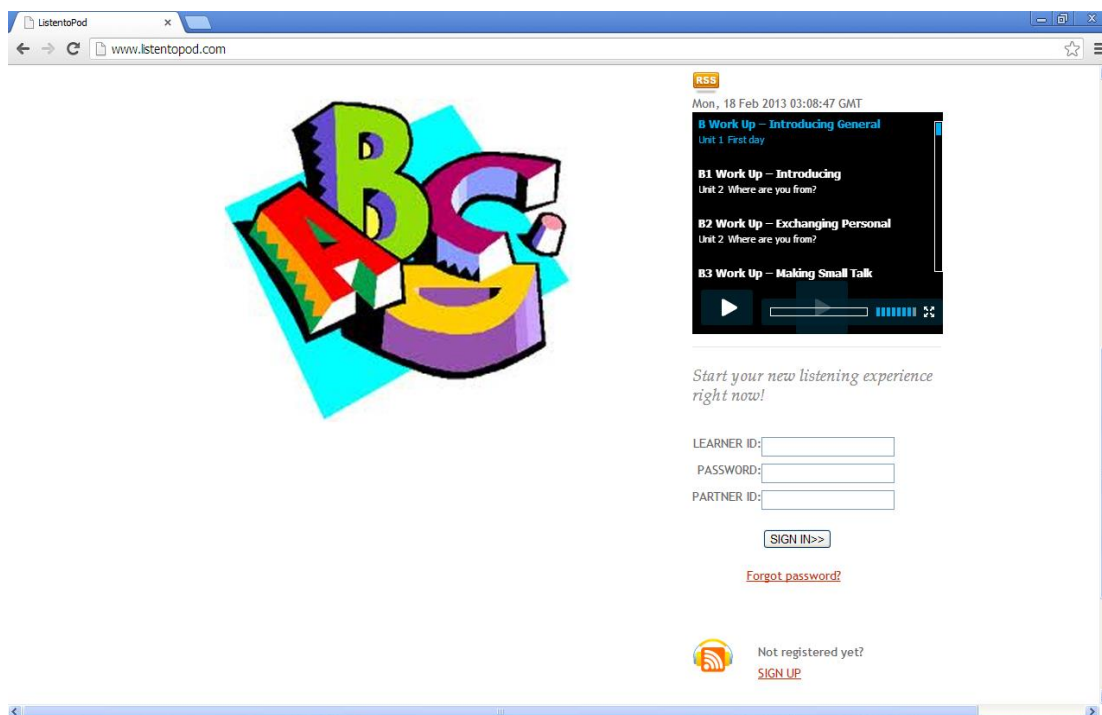 ListentoPod
www.listentopod.com
ABCD
RSS
Mon, 18 Feb 2013 03:08:47 GMT
B Work Up – Introducing General
Unit 1 First day
B1 Work Up – Introducing
Unit 2 Where are you from?
B2 Work Up – Exchanging Personal
Unit 2 Where are you from?
B3 Work Up – Making Small Talk
Start your new listening experience
right now!
LEARNER ID:
PASSWORD:
PARTNER ID:
SIGN IN>>
Forgot password?
Not registered yet?
SIGN UP